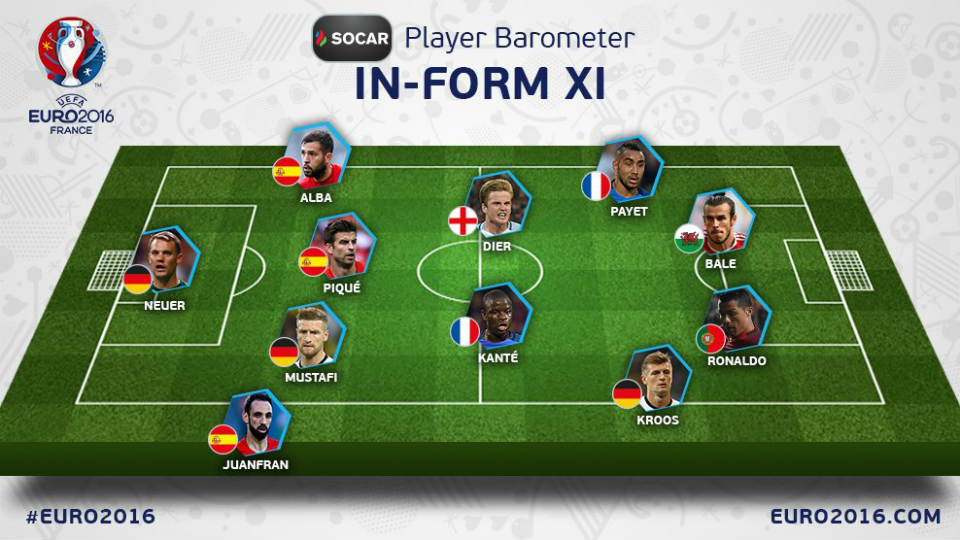 UEFA
EURO2016
FRANCE
SOCAR Player Barometer
IN-FORM XI
ALBA
PAYET
DIER
BALE
PIQUÉ
NEUER
KANTÉ
RONALDO
MUSTAFI
KROOS
JUANFRAN
#EURO2016
EURO2016.COM